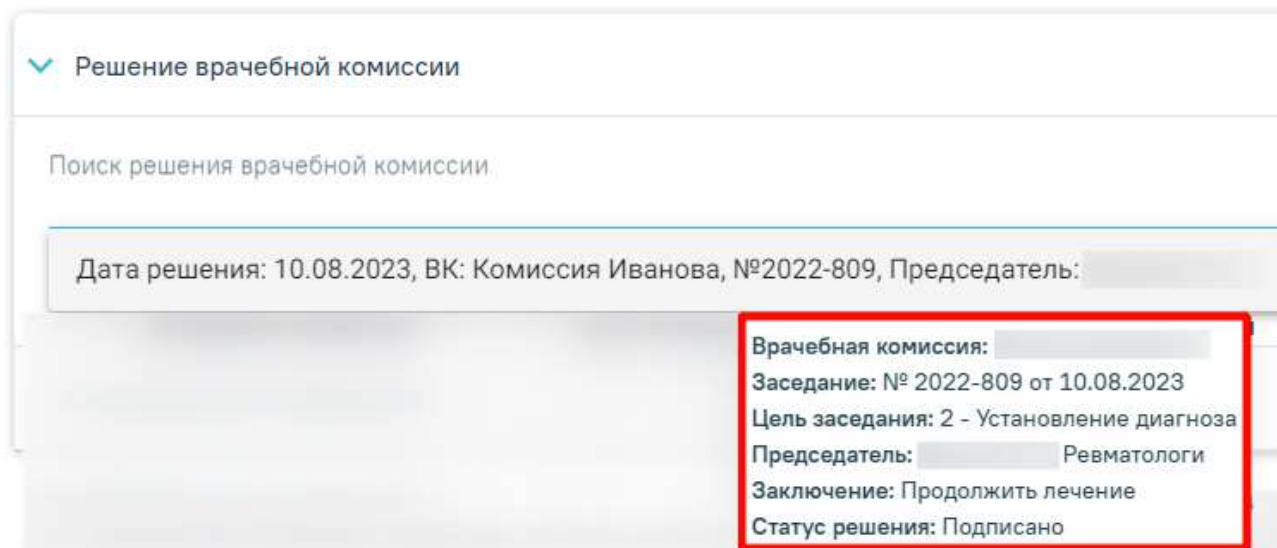 Решение врачебной комиссии
Поиск решения врачебной комиссии
Дата решения: 10.08.2023, ВК: Комиссия Иванова, №2022-809, Председатель:
Врачебная комиссия:
Заседание: № 2022-809 от 10.08.2023
Цель заседания: 2 - Установление диагноза
Председатель: Ревматологи
Заключение: Продолжить лечение
Статус решения: Подписано